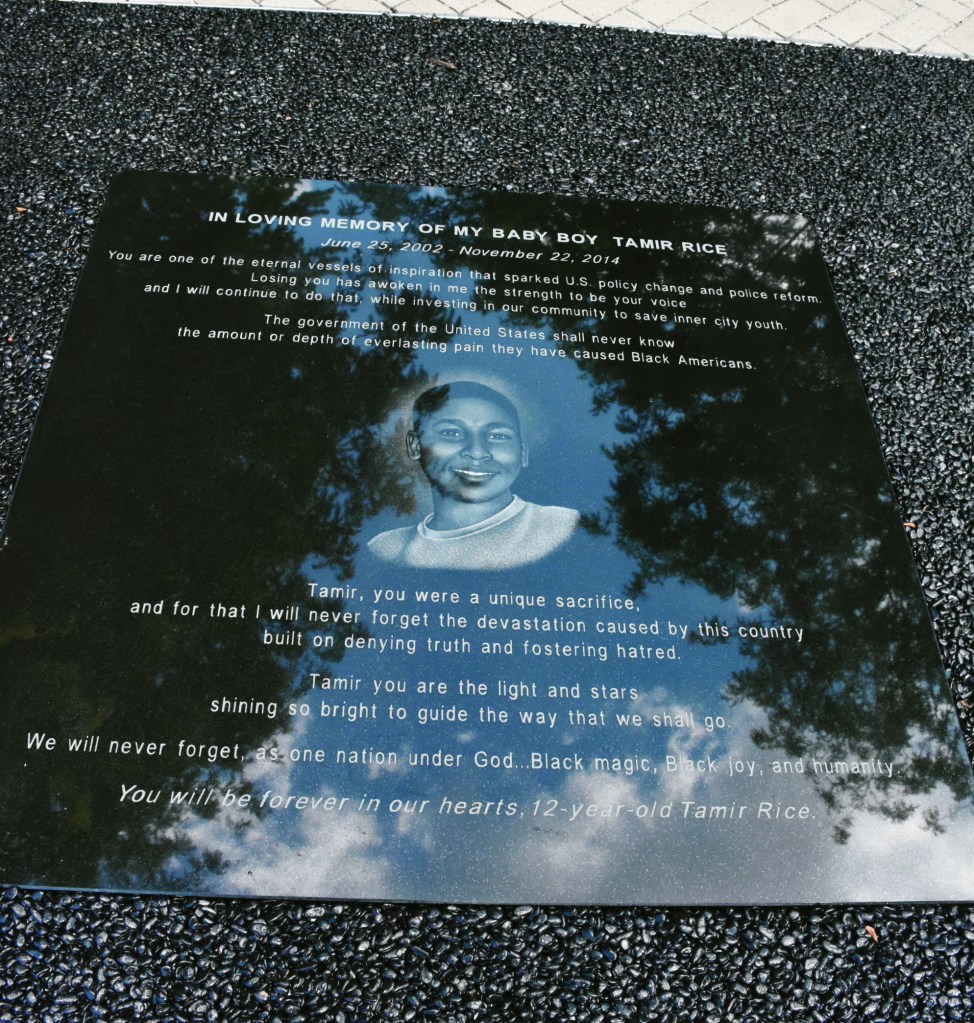 IN LOVING MEMORY OF MY BABY BOY TAMIR RICE
June 25, 2002 - November 22, 2014
You are one of the eternal vessels of inspiration that sparked U.S. policy change and police reform.
Losing you has awoken in me the strength to be your voice
and I will continue to do that, while investing in our community to save inner city youth.
The government of the United States shall never know
the amount or depth of everlasting pain they have caused Black Americans.
Tamir, you were a unique sacrifice,
and for that I will never forget the devastation caused by this country
built on denying truth and fostering hatred.
Tamir you are the light and stars
shining so bright to guide the way that we shall go.
We will never forget, as one nation under God...Black magic, Black joy, and humanity.
You will be forever in our hearts, 12-year-old Tamir Rice.